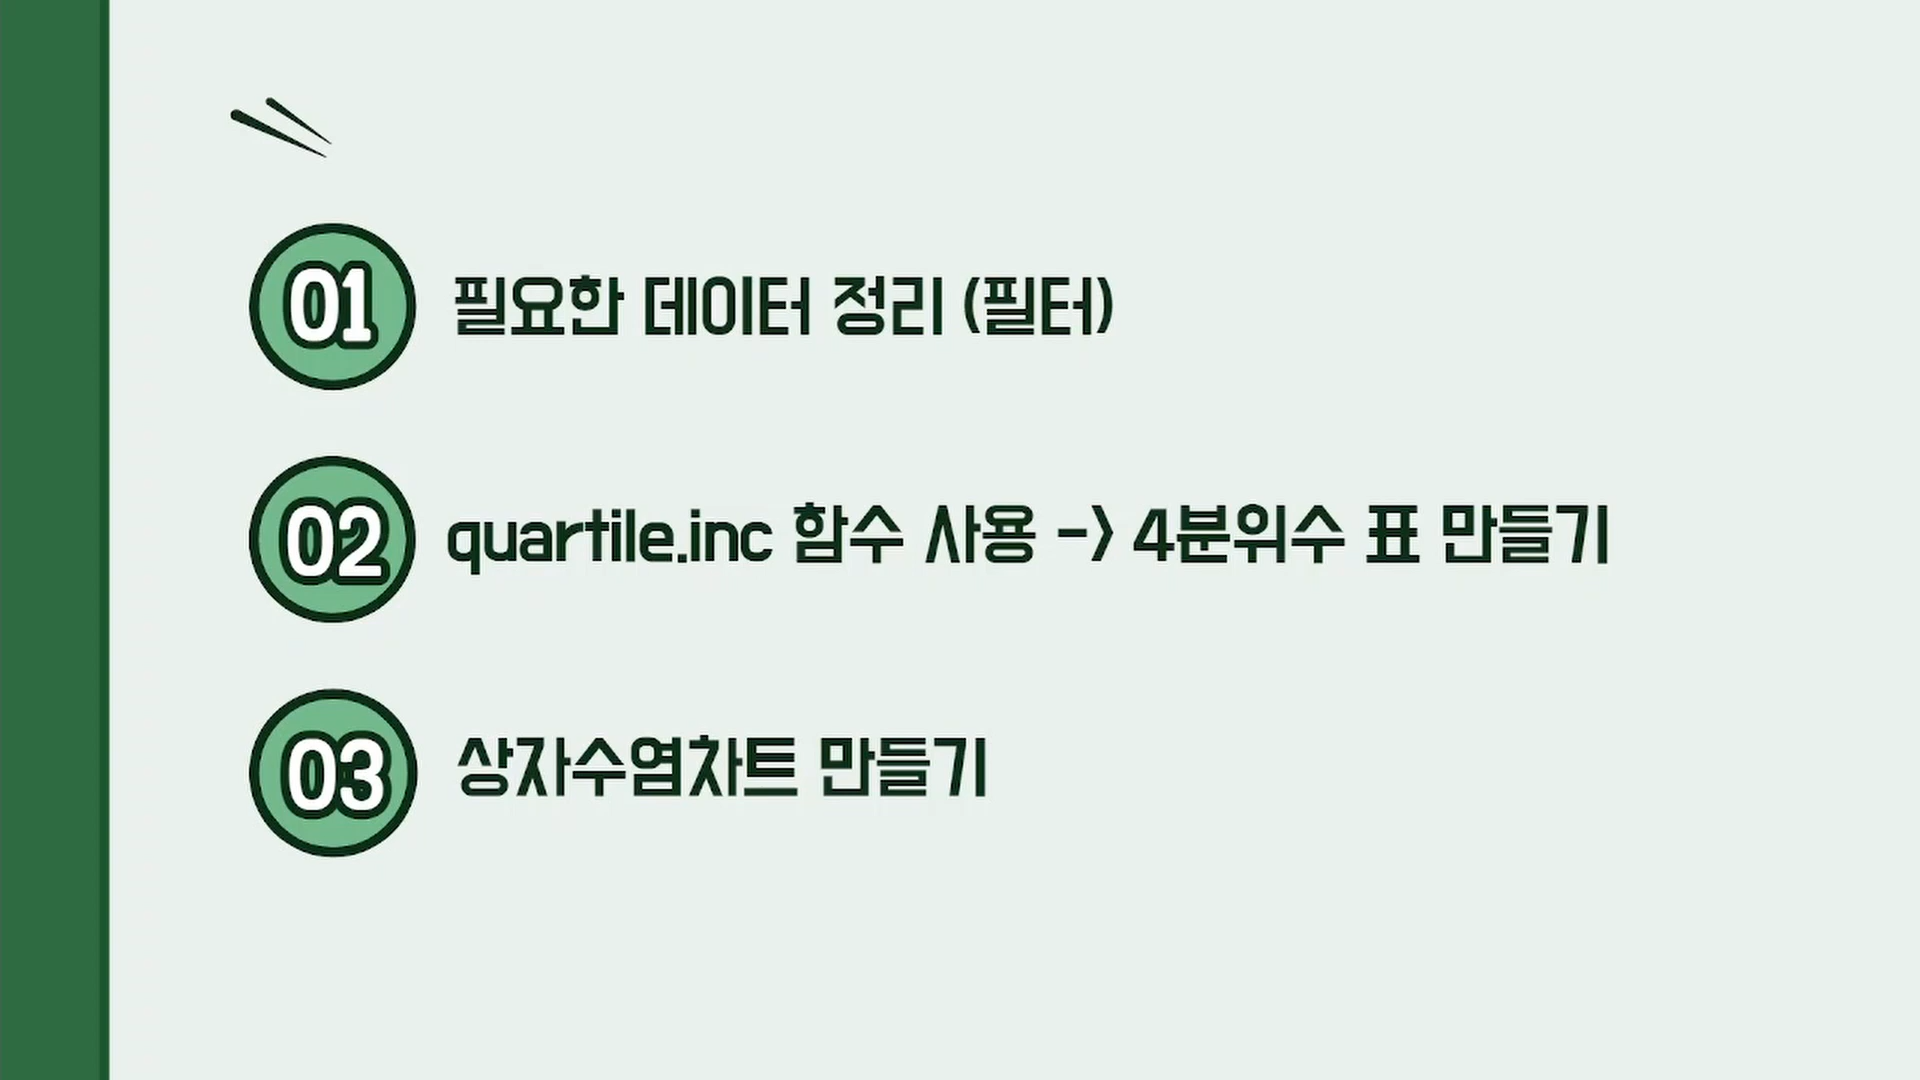 01 필요한 데이터 정리 (필터)
02 quartile.inc 함수 사용 -> 4분위수 표 만들기
03 상자수염차트 만들기